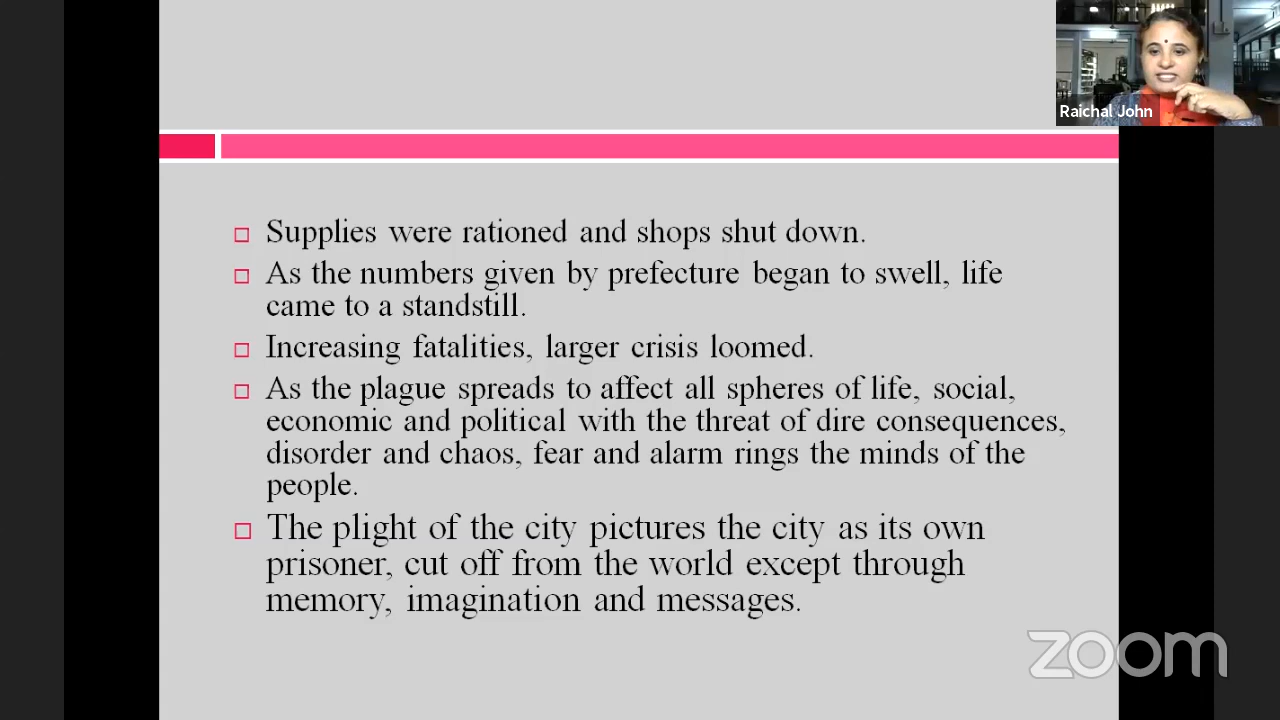 Raichal John
Supplies were rationed and shops shut down.
As the numbers given by prefecture began to swell, life
came to a standstill.
Increasing fatalities, larger crisis loomed.
As the plague spreads to affect all spheres of life, social,
economic and political with the threat of dire consequences,
disorder and chaos, fear and alarm rings the minds of the
people.
The plight of the city pictures the city as its own
prisoner, cut off from the world except through
memory, imagination and messages.
zoom